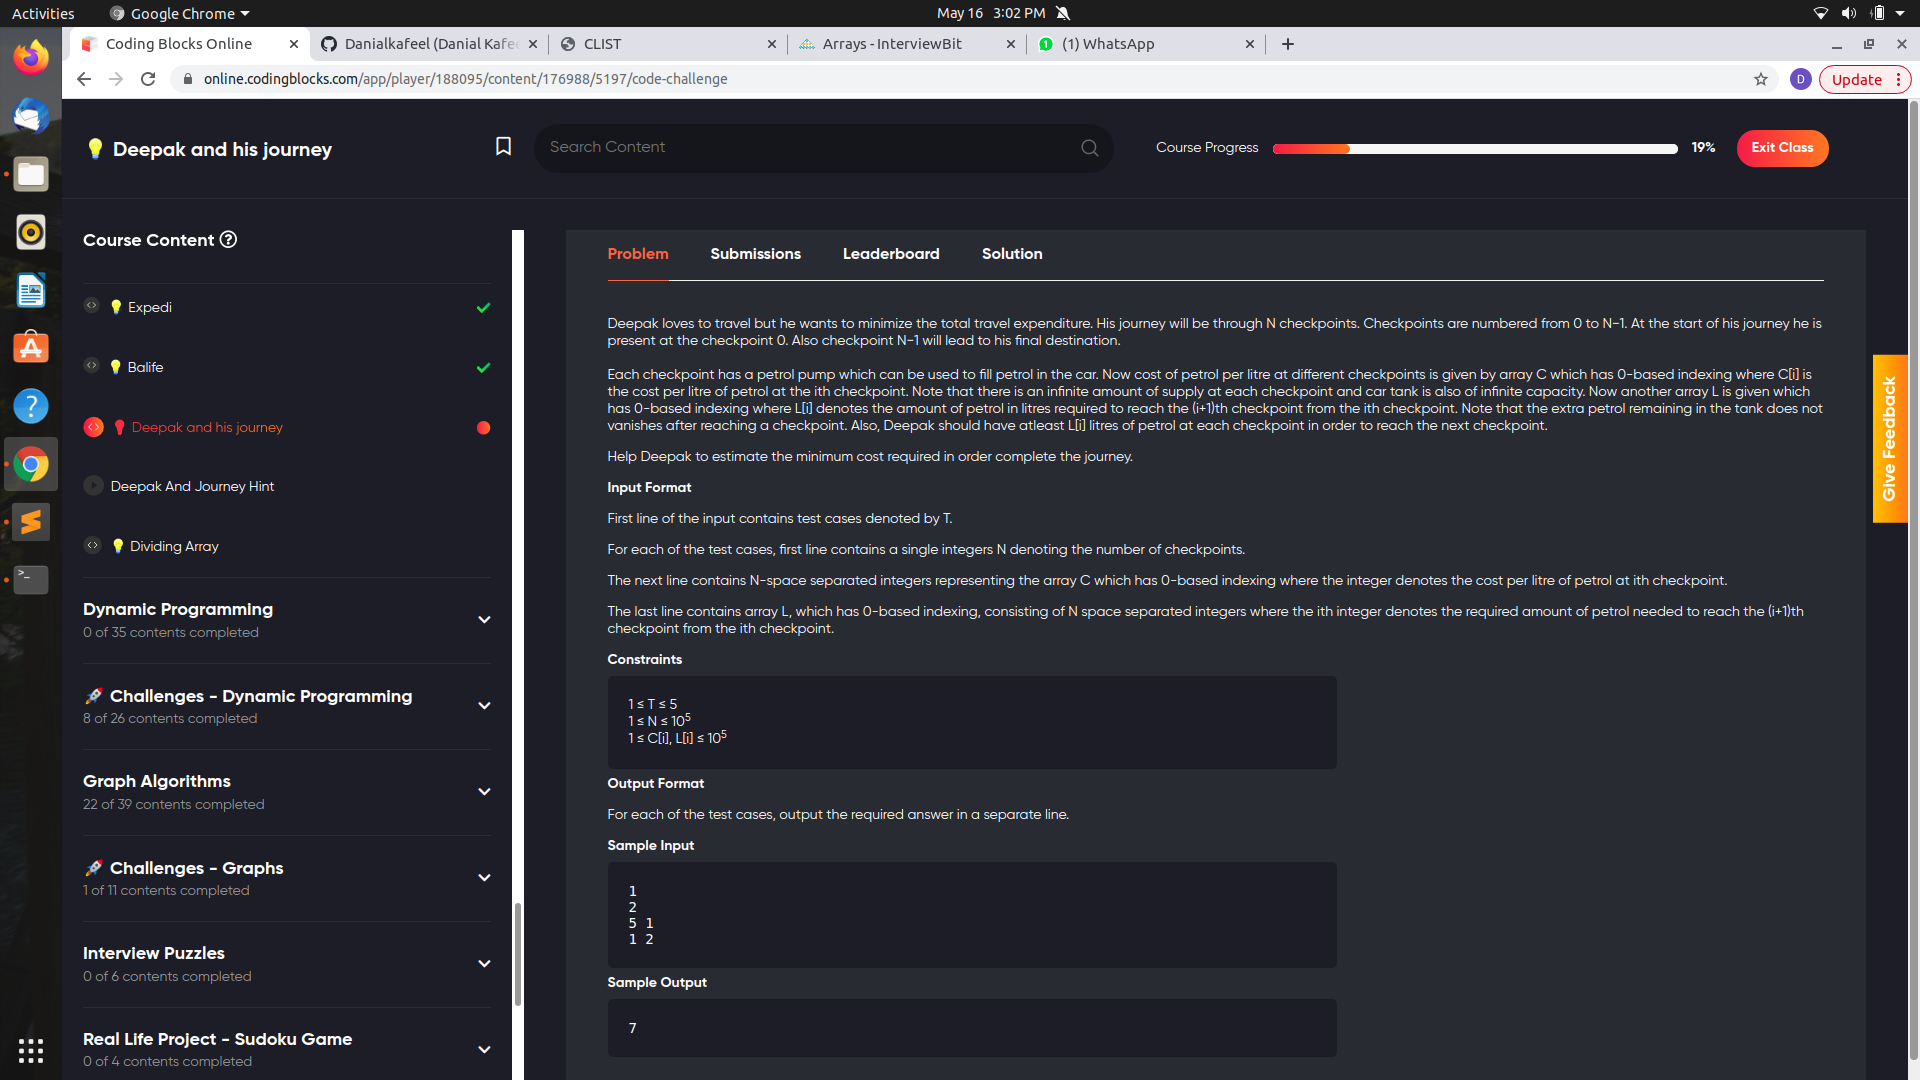 Activities
Google Chrome
May 16 3:02 PM
Coding Blocks Online
Danialkafeel (Danial Kafe
CLIST
Arrays - InterviewBit
(1) WhatsApp
online.codingblocks.com/app/player/188095/content/176988/5197/code-challenge
D
Update
Deepak and his journey
Search Content
Course Progress
19%
Exit Class
Course Content
Expedi
Balife
Deepak and his journey
Deepak And Journey Hint
Dividing Array
Dynamic Programming
0 of 35 contents completed
Challenges - Dynamic Programming
8 of 26 contents completed
Graph Algorithms
22 of 39 contents completed
Challenges - Graphs
1 of 11 contents completed
Interview Puzzles
0 of 6 contents completed
Real Life Project - Sudoku Game
0 of 4 contents completed
Problem
Submissions
Leaderboard
Solution
Deepak loves to travel but he wants to minimize the total travel expenditure. His journey will be through N checkpoints. Checkpoints are numbered from 0 to N-1. At the start of his journey he is
present at the checkpoint 0. Also checkpoint N-1 will lead to his final destination.
Each checkpoint has a petrol pump which can be used to fill petrol in the car. Now cost of petrol per litre at different checkpoints is given by array C which has 0-based indexing where C[i] is
the cost per litre of petrol at the ith checkpoint. Note that there is an infinite amount of supply at each checkpoint and car tank is also of infinite capacity. Now another array L is given which
has 0-based indexing where L[i] denotes the amount of petrol in litres required to reach the (i+1)th checkpoint from the ith checkpoint. Note that the extra petrol remaining in the tank does not
vanishes after reaching a checkpoint. Also, Deepak should have atleast L[i] litres of petrol at each checkpoint in order to reach the next checkpoint.
Help Deepak to estimate the minimum cost required in order complete the journey.
Input Format
First line of the input contains test cases denoted by T.
For each of the test cases, first line contains a single integers N denoting the number of checkpoints.
The next line contains N-space separated integers representing the array C which has 0-based indexing where the integer denotes the cost per litre of petrol at ith checkpoint.
The last line contains array L, which has 0-based indexing, consisting of N space separated integers where the ith integer denotes the required amount of petrol needed to reach the (i+1)th
checkpoint from the ith checkpoint.
Constraints
1 ≤ T ≤ 5
1 ≤ N ≤ 10^5
1 ≤ C[i], L[i] ≤ 10^5
Output Format
For each of the test cases, output the required answer in a separate line.
Sample Input
1
2
5 1
1 2
Sample Output
7
Give Feedback